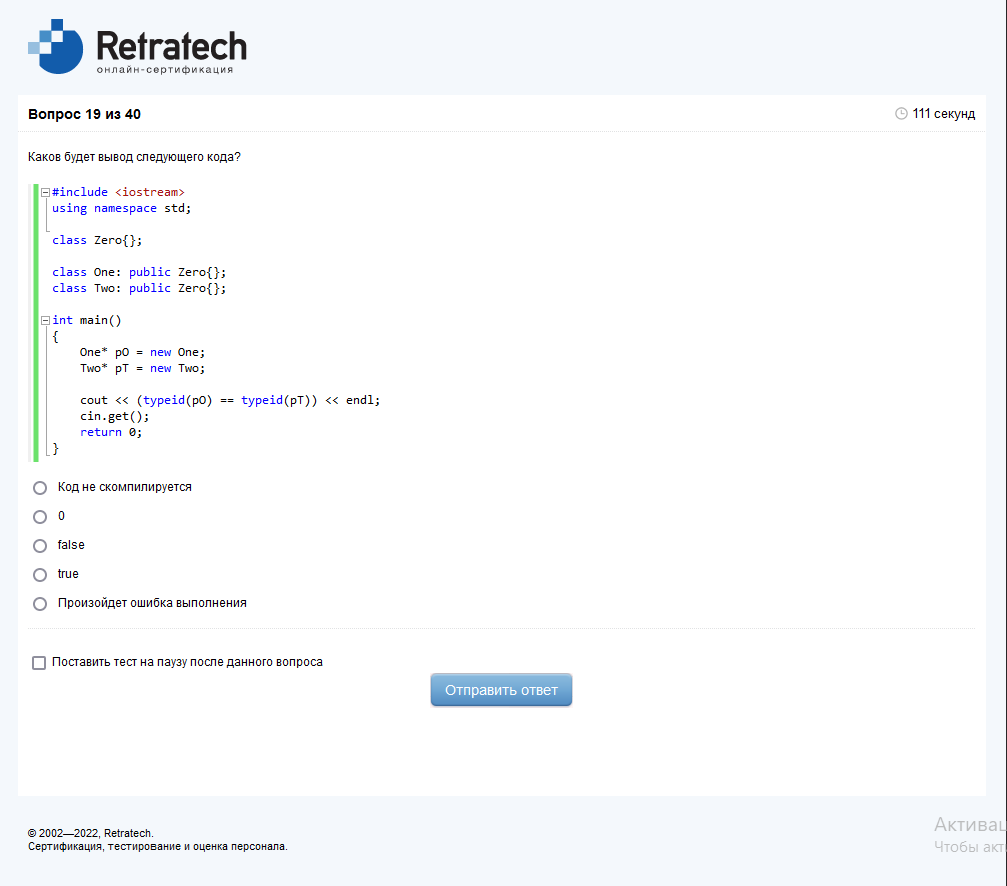 Retratech
онлайн-сертификация
Вопрос 19 из 40
111 секунд
Каков будет вывод следующего кода?
#include <iostream>
using namespace std;
class Zero{};
class One: public Zero{};
class Two: public Zero{};
int main()
{
One* pO = new One;
Two* pT = new Two;
cout << (typeid(pO) == typeid(pT)) << endl;
cin.get();
return 0;
}
Код не скомпилируется
0
false
true
Произойдет ошибка выполнения
Поставить тест на паузу после данного вопроса
Отправить ответ
© 2002—2022, Retratech.
Сертификация, тестирование и оценка персонала.
Чтобы